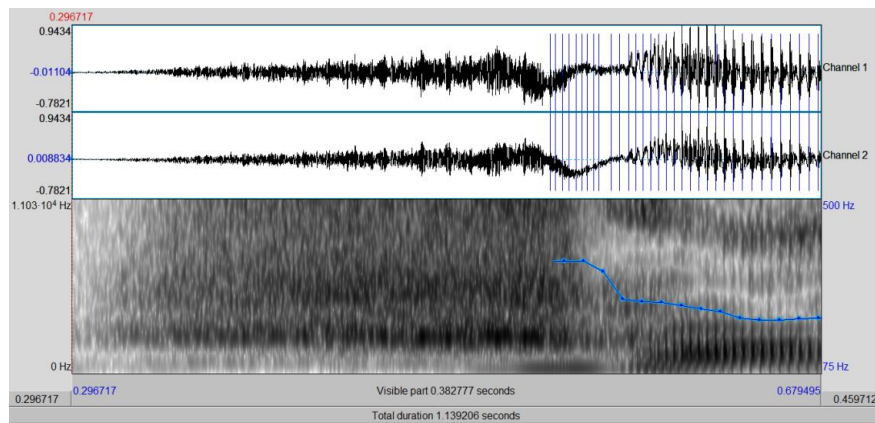 0.296717
0.9434
-0.01104
Channel 1
-0.7821
0.9434
0.008834
Channel 2
-0.7821
1.103·10⁴ Hz
500 Hz
0 Hz
75 Hz
0.296717
0.296717
Visible part 0.382777 seconds
0.679495
0.459712
Total duration 1.139206 seconds